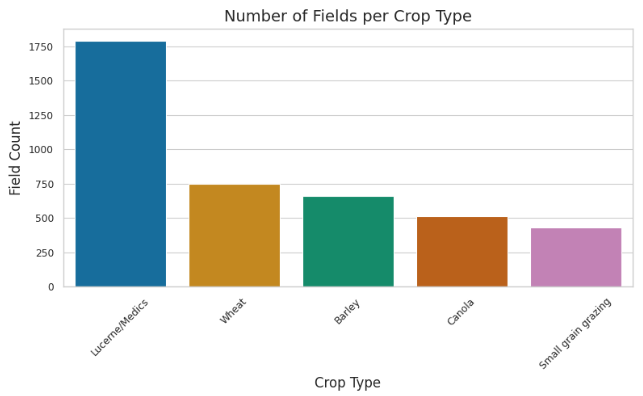 Number of Fields per Crop Type
Field Count
1750
1500
1250
1000
750
500
250
0
Lucerne/Medics
Wheat
Barley
Canola
Small grain grazing
Crop Type